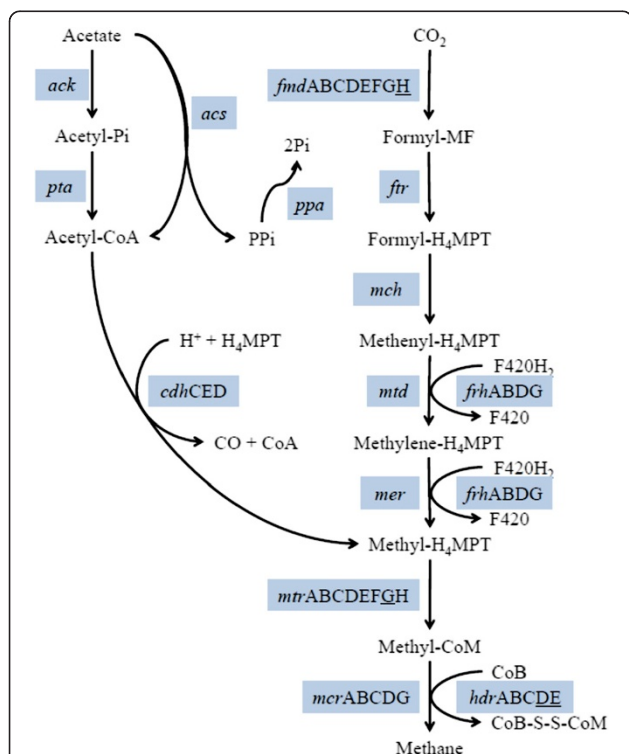 Acetate
CO₂
ack
fmdABCDEFGH
acs
Acetyl-Pi
2Pi
Formyl-MF
pta
ppa
ftr
Acetyl-CoA
PPi
Formyl-H₄MPT
mch
H⁺ + H₄MPT
Methenyl-H₄MPT
F420H₂
cdhCED
mtd
frhABDG
F420
CO + CoA
Methylene-H₄MPT
F420H₂
mer
frhABDG
F420
Methyl-H₄MPT
mtrABCDEFGH
Methyl-CoM
CoB
mcrABCDG
hdrABCDE
CoB-S-S-CoM
Methane